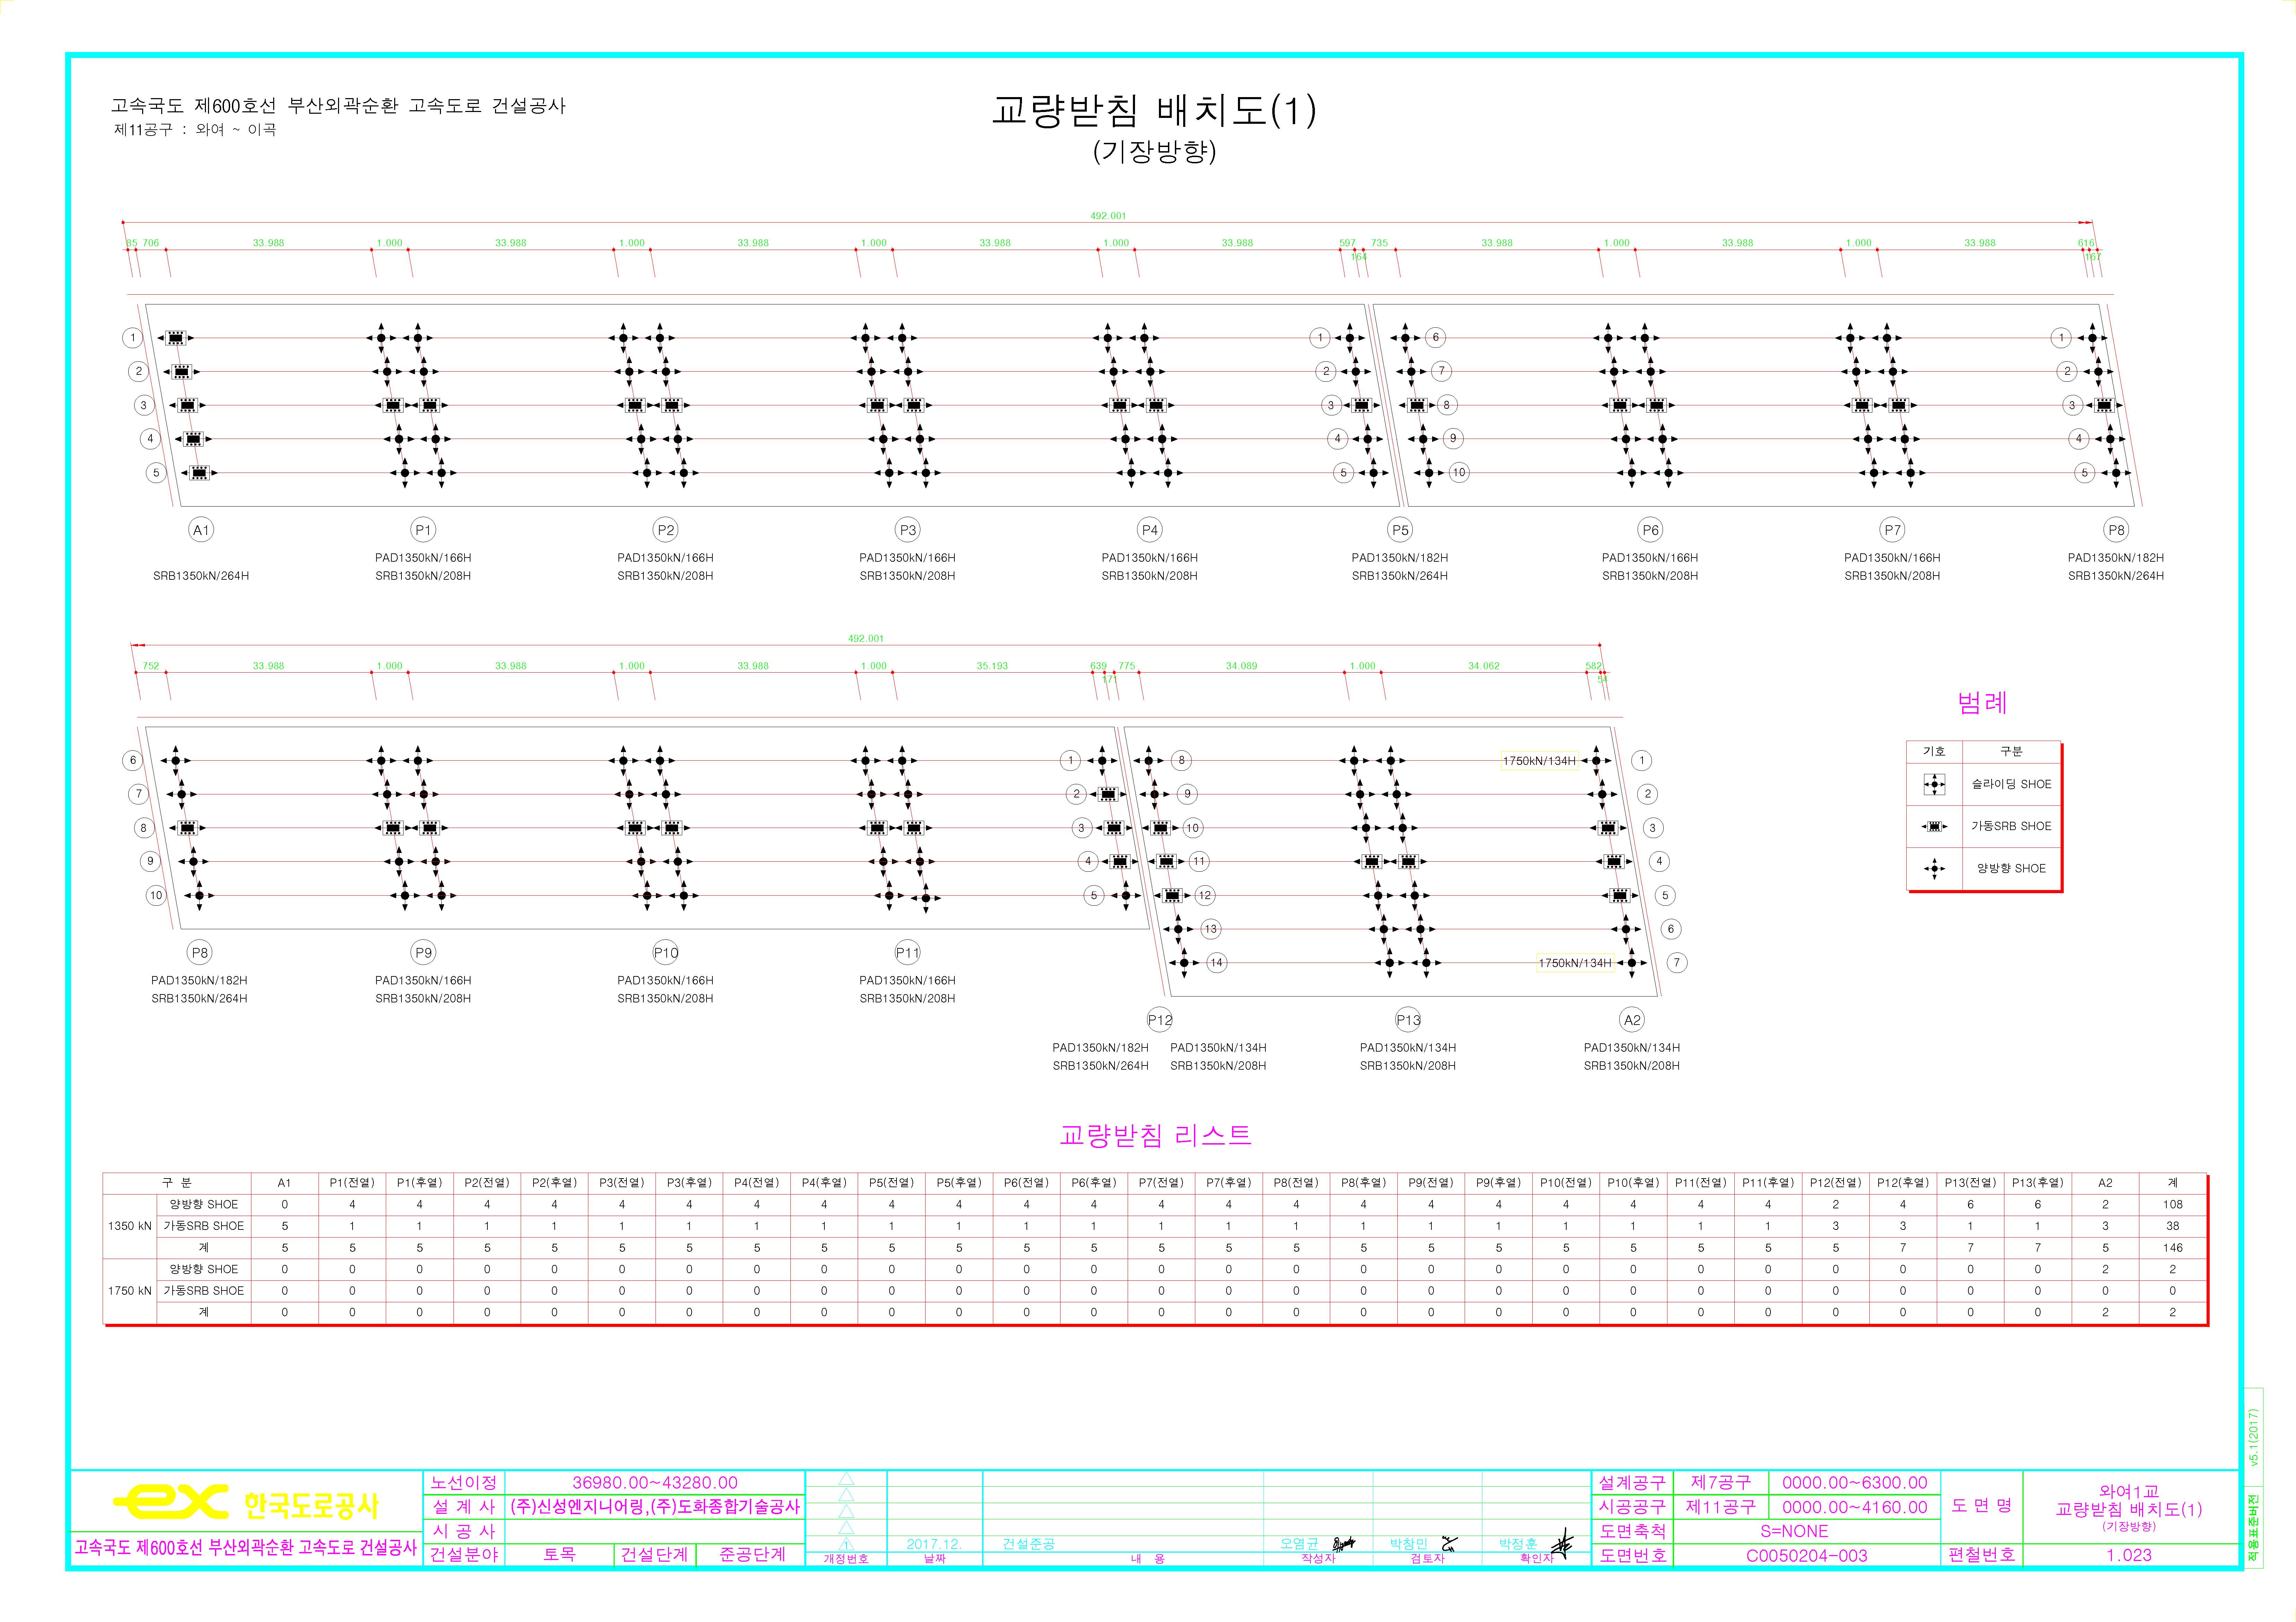 고속국도 제600호선 부산외곽순환 고속도로 건설공사
제11공구 : 와여 ~ 이곡
교량받침 배치도(1)
(기장방향)
492.001
85 706 33.988 1.000 33.988 1.000 33.988 1.000 33.988 1.000 33.988 597 735 33.988 1.000 33.988 1.000 33.988 616
164 167
1 1 6 1
2 2 7 2
3 3 8 3
4 4 9 4
5 5 10 5
A1 P1 P2 P3 P4 P5 P6 P7 P8
PAD1350kN/166H PAD1350kN/166H PAD1350kN/166H PAD1350kN/166H PAD1350kN/182H PAD1350kN/166H PAD1350kN/166H PAD1350kN/182H
SRB1350kN/264H SRB1350kN/208H SRB1350kN/208H SRB1350kN/208H SRB1350kN/208H SRB1350kN/264H SRB1350kN/208H SRB1350kN/208H SRB1350kN/264H
492.001
752 33.988 1.000 33.988 1.000 33.988 1.000 35.193 639 775 34.089 1.000 34.062 582
171 54
6 1 8 1750kN/134H 1
7 2 9 2
8 3 10 3
9 4 11 4
10 5 12 5
13 6
14 1750kN/134H 7
P8 P9 P10 P11
PAD1350kN/182H PAD1350kN/166H PAD1350kN/166H PAD1350kN/166H
SRB1350kN/264H SRB1350kN/208H SRB1350kN/208H SRB1350kN/208H
P12 P13 A2
PAD1350kN/182H PAD1350kN/134H PAD1350kN/134H PAD1350kN/134H
SRB1350kN/264H SRB1350kN/208H SRB1350kN/208H SRB1350kN/208H
범례
기호 구분
슬라이딩 SHOE
가동SRB SHOE
양방향 SHOE
교량받침 리스트
구 분 A1 P1(전열) P1(후열) P2(전열) P2(후열) P3(전열) P3(후열) P4(전열) P4(후열) P5(전열) P5(후열) P6(전열) P6(후열) P7(전열) P7(후열) P8(전열) P8(후열) P9(전열) P9(후열) P10(전열) P10(후열) P11(전열) P11(후열) P12(전열) P12(후열) P13(전열) P13(후열) A2 계
1350 kN
양방향 SHOE 0 4 4 4 4 4 4 4 4 4 4 4 4 4 4 4 4 4 4 4 4 4 4 2 4 6 6 2 108
가동SRB SHOE 5 1 1 1 1 1 1 1 1 1 1 1 1 1 1 1 1 1 1 1 1 1 1 3 3 1 1 3 38
계 5 5 5 5 5 5 5 5 5 5 5 5 5 5 5 5 5 5 5 5 5 5 5 5 7 7 7 5 146
1750 kN
양방향 SHOE 0 0 0 0 0 0 0 0 0 0 0 0 0 0 0 0 0 0 0 0 0 0 0 0 0 0 0 2 2
가동SRB SHOE 0 0 0 0 0 0 0 0 0 0 0 0 0 0 0 0 0 0 0 0 0 0 0 0 0 0 0 0 0
계 0 0 0 0 0 0 0 0 0 0 0 0 0 0 0 0 0 0 0 0 0 0 0 0 0 0 0 2 2
ex 한국도로공사
고속국도 제600호선 부산외곽순환 고속도로 건설공사
노선이정 36980.00~43280.00
설 계 사 (주)신성엔지니어링,(주)도화종합기술공사
시 공 사
건설분야 토목 건설단계 준공단계
1 2017.12. 건설준공 오염균 박창민 박정훈
개정번호 날짜 내 용 작성자 검토자 확인자
설계공구 제7공구 0000.00~6300.00
시공공구 제11공구 0000.00~4160.00
도면축척 S=NONE
도면번호 C0050204-003
도 면 명
와여1교
교량받침 배치도(1)
(기장방향)
편철번호 1.023
적용표준버전 v5.1(2017)